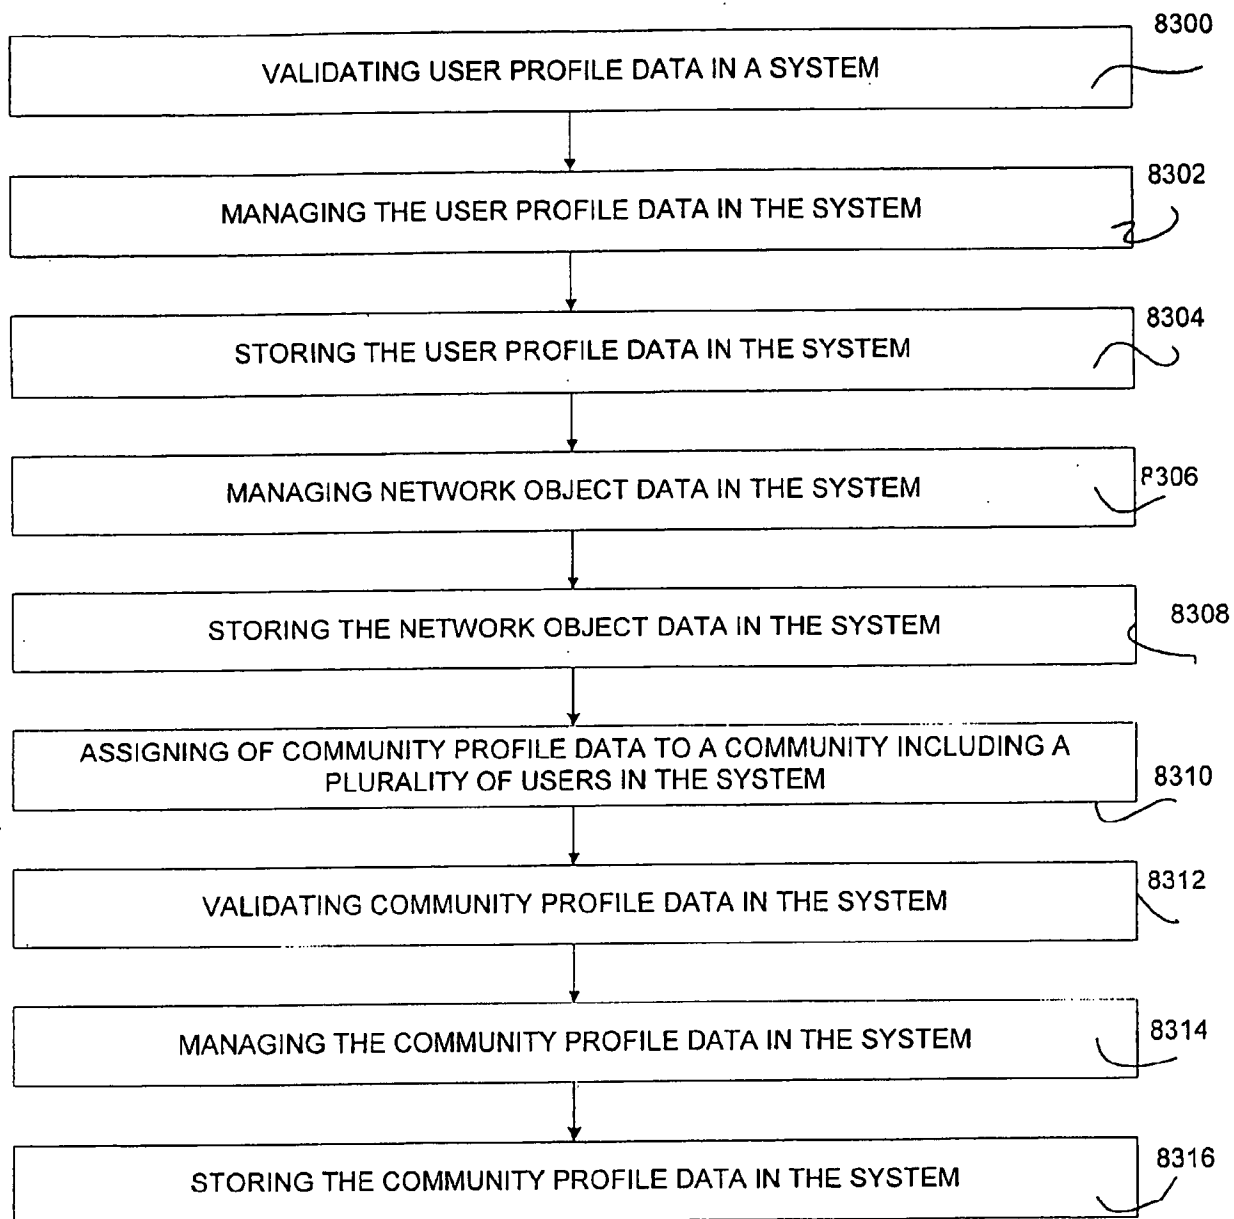 8300
VALIDATING USER PROFILE DATA IN A SYSTEM
8302
MANAGING THE USER PROFILE DATA IN THE SYSTEM
8304
STORING THE USER PROFILE DATA IN THE SYSTEM
8306
MANAGING NETWORK OBJECT DATA IN THE SYSTEM
8308
STORING THE NETWORK OBJECT DATA IN THE SYSTEM
ASSIGNING OF COMMUNITY PROFILE DATA TO A COMMUNITY INCLUDING A
PLURALITY OF USERS IN THE SYSTEM
8310
8312
VALIDATING COMMUNITY PROFILE DATA IN THE SYSTEM
8314
MANAGING THE COMMUNITY PROFILE DATA IN THE SYSTEM
8316
STORING THE COMMUNITY PROFILE DATA IN THE SYSTEM